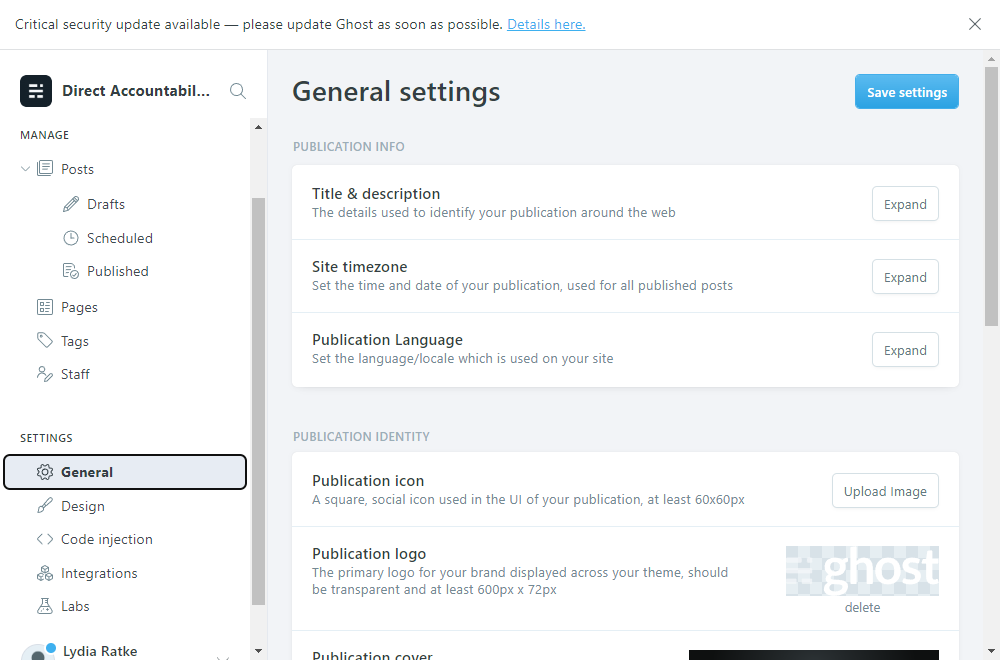 Critical security update available — please update Ghost as soon as possible. Details here.
Direct Accountabil...
MANAGE
Posts
Drafts
Scheduled
Published
Pages
Tags
Staff
SETTINGS
General
Design
Code injection
Integrations
Labs
Lydia Ratke
General settings
Save settings
PUBLICATION INFO
Title & description
The details used to identify your publication around the web
Expand
Site timezone
Set the time and date of your publication, used for all published posts
Expand
Publication Language
Set the language/locale which is used on your site
Expand
PUBLICATION IDENTITY
Publication icon
A square, social icon used in the UI of your publication, at least 60x60px
Upload Image
Publication logo
The primary logo for your brand displayed across your theme, should
be transparent and at least 600px x 72px
ghost
delete
Publication cover